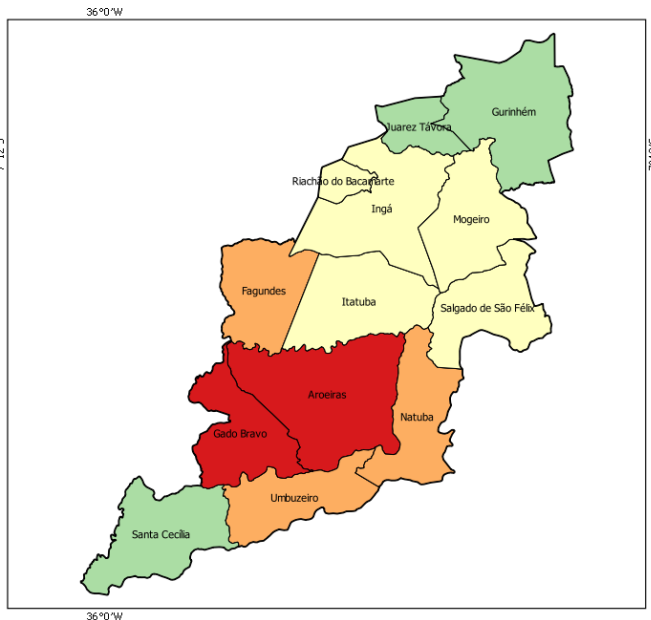 36°0´W
Gurinhém
Juarez Távora
Riachão do Bacamarte
Ingá
Mogeiro
Fagundes
Itatuba
Salgado de São Félix
Aroeiras
Natuba
Gado Bravo
Umbuzeiro
Santa Cecília
36°0´W